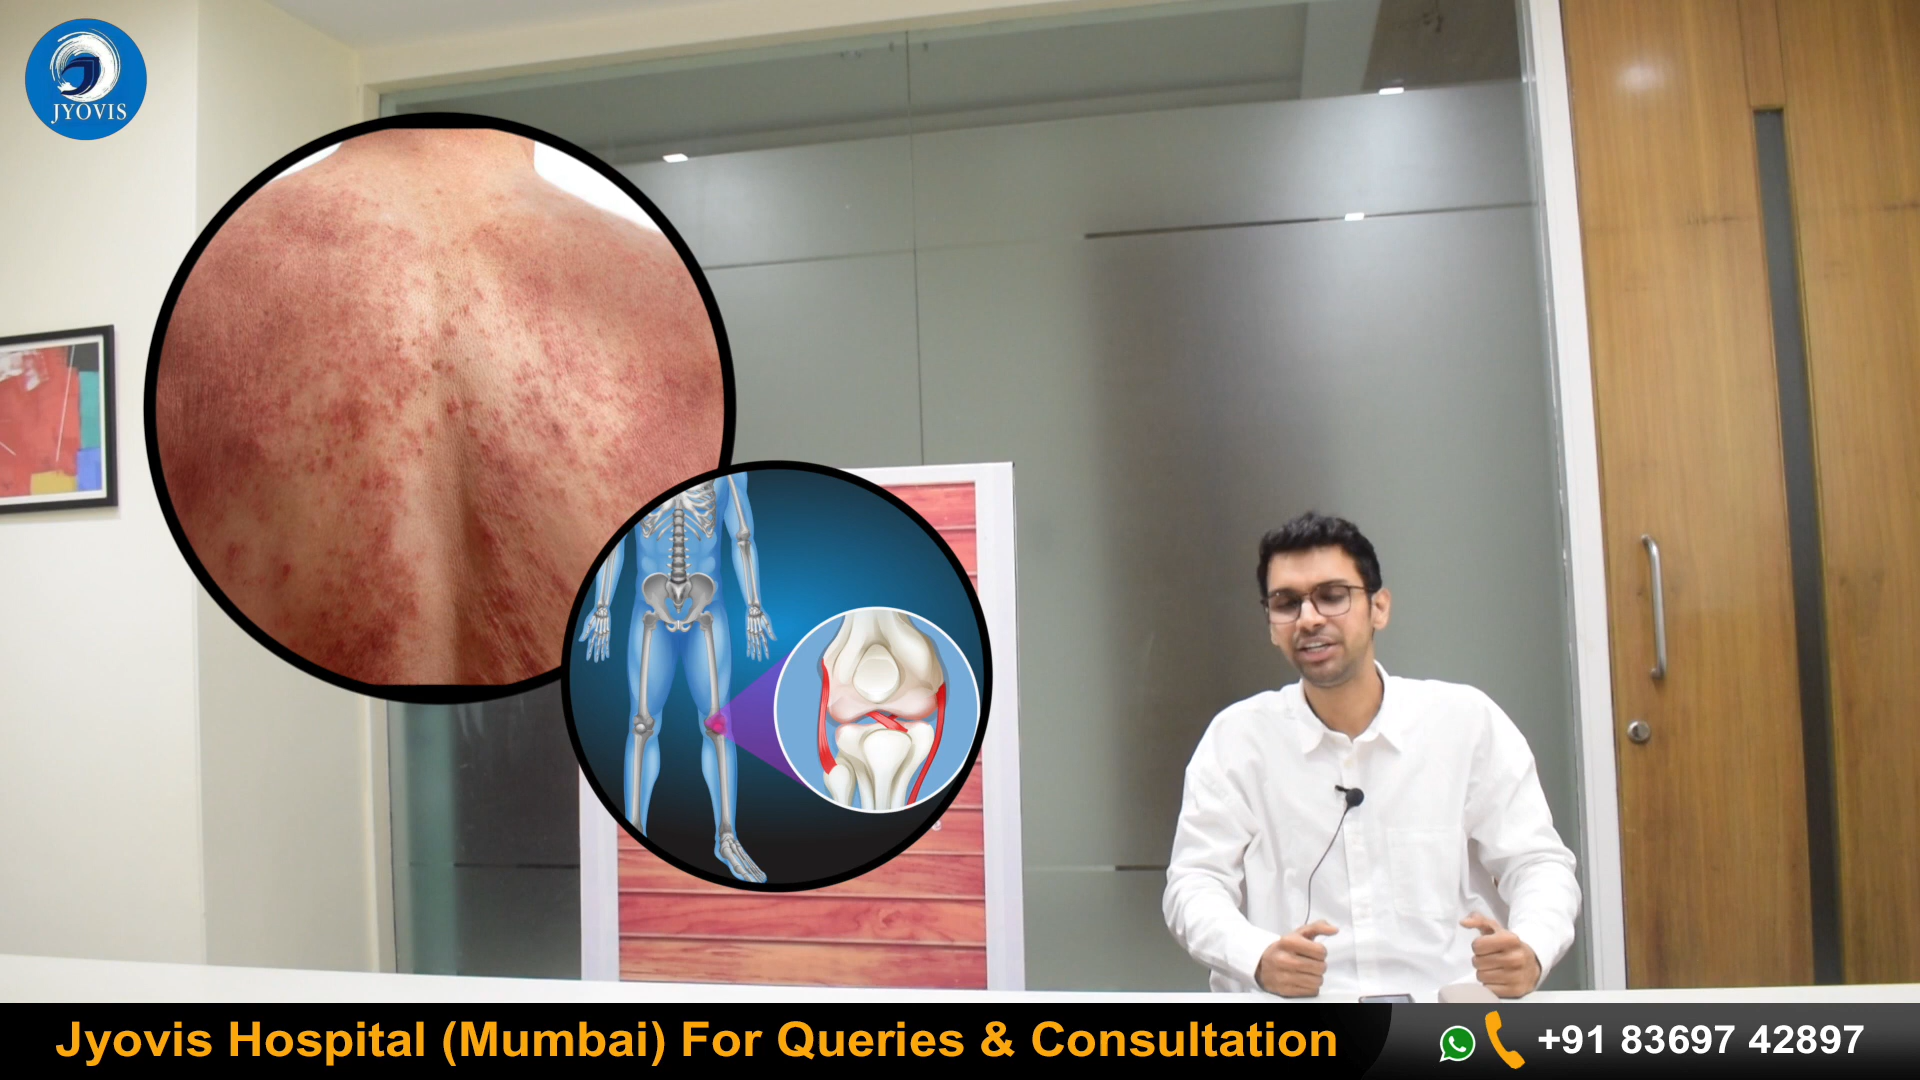 JYOVIS
Jyovis Hospital (Mumbai) For Queries & Consultation
+91 83697 42897